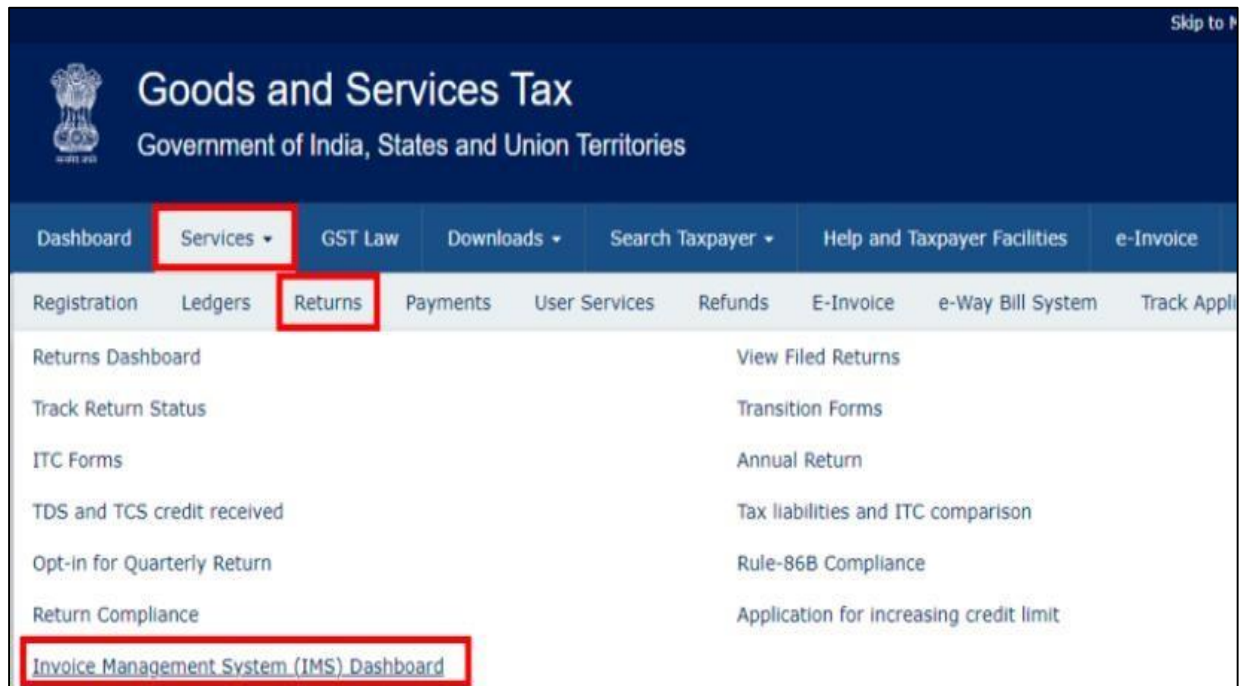 Skip to
Goods and Services Tax
Government of India, States and Union Territories
Dashboard Services GST Law Downloads Search Taxpayer Help and Taxpayer Facilities e-Invoice
Registration Ledgers Returns Payments User Services Refunds E-Invoice e-Way Bill System Track Appli
Returns Dashboard View Filed Returns
Track Return Status Transition Forms
ITC Forms Annual Return
TDS and TCS credit received Tax liabilities and ITC comparison
Opt-in for Quarterly Return Rule-86B Compliance
Return Compliance Application for increasing credit limit
Invoice Management System (IMS) Dashboard